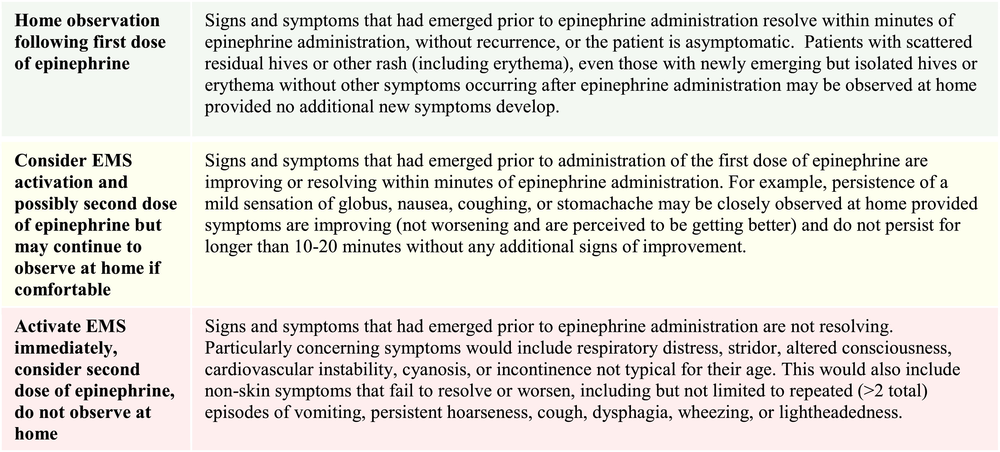 Home observation
following first dose
of epinephrine
Signs and symptoms that had emerged prior to epinephrine administration resolve within minutes of
epinephrine administration, without recurrence, or the patient is asymptomatic.  Patients with scattered
residual hives or other rash (including erythema), even those with newly emerging but isolated hives or
erythema without other symptoms occurring after epinephrine administration may be observed at home
provided no additional new symptoms develop.
Consider EMS
activation and
possibly second dose
of epinephrine but
may continue to
observe at home if
comfortable
Signs and symptoms that had emerged prior to administration of the first dose of epinephrine are
improving or resolving within minutes of epinephrine administration. For example, persistence of a
mild sensation of globus, nausea, coughing, or stomachache may be closely observed at home provided
symptoms are improving (not worsening and are perceived to be getting better) and do not persist for
longer than 10-20 minutes without any additional signs of improvement.
Activate EMS
immediately,
consider second
dose of epinephrine,
do not observe at
home
Signs and symptoms that had emerged prior to epinephrine administration are not resolving.
Particularly concerning symptoms would include respiratory distress, stridor, altered consciousness,
cardiovascular instability, cyanosis, or incontinence not typical for their age. This would also include
non-skin symptoms that fail to resolve or worsen, including but not limited to repeated (>2 total)
episodes of vomiting, persistent hoarseness, cough, dysphagia, wheezing, or lightheadedness.